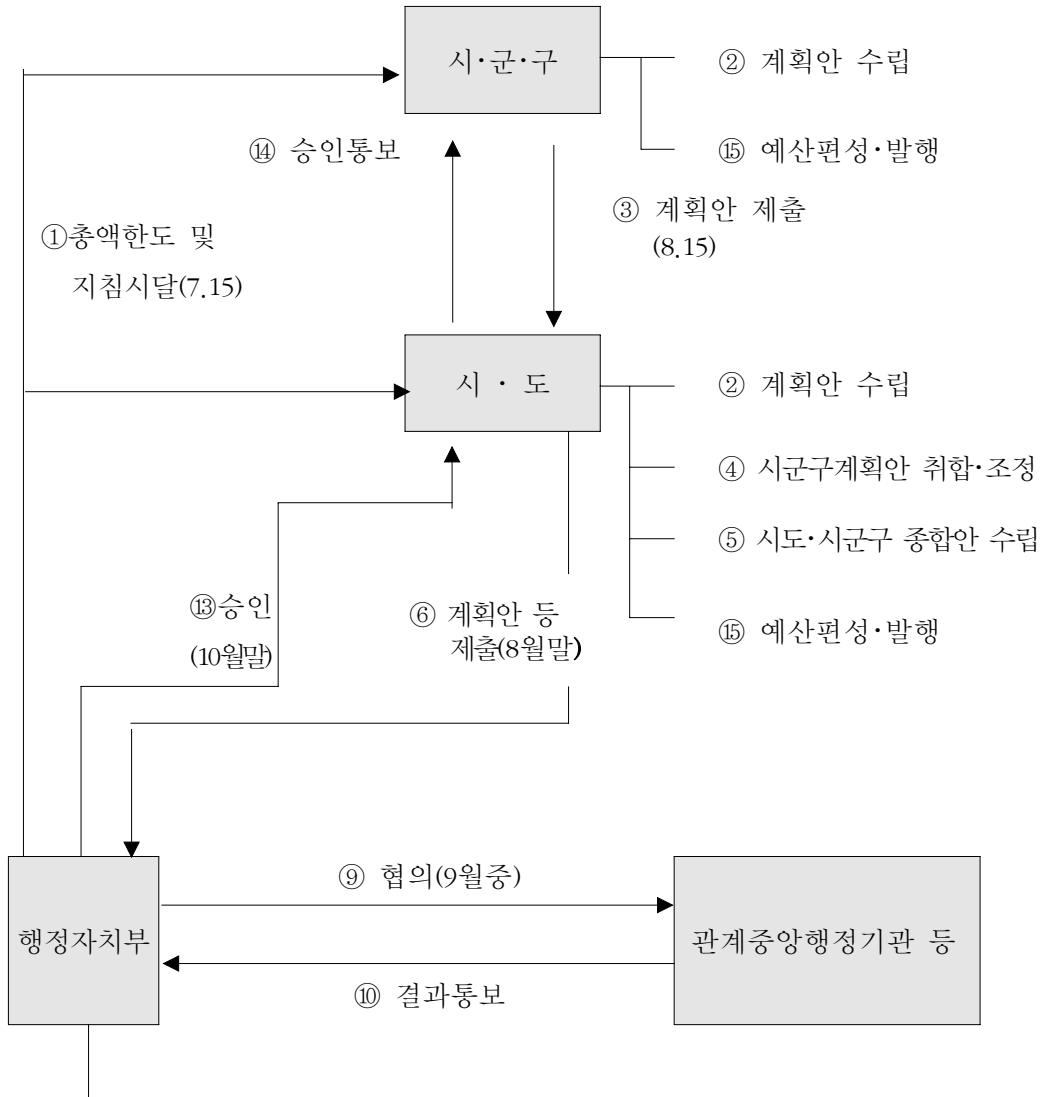 시·군·구
② 계획안 수립
⑭ 승인통보
⑮ 예산편성·발행
③ 계획안 제출
(8.15)
①총액한도 및
지침시달(7.15)
시 · 도
② 계획안 수립
④ 시군구계획안 취합·조정
⑤ 시도·시군구 종합안 수립
⑬승인
(10월말)
⑥ 계획안 등
제출(8월말)
⑮ 예산편성·발행
⑨ 협의(9월중)
행정자치부
관계중앙행정기관 등
⑩ 결과통보